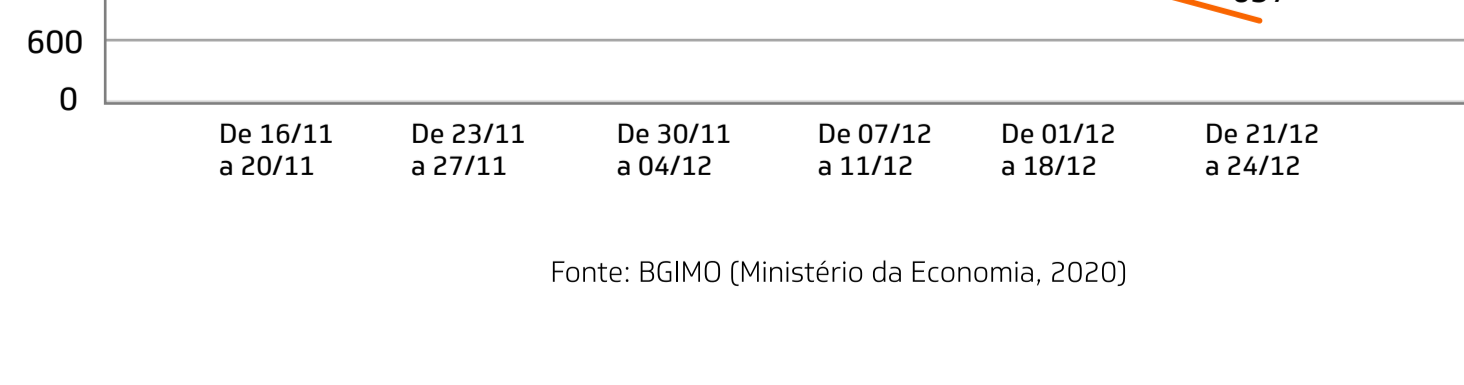 600
0
De 16/11 De 23/11 De 30/11 De 07/12 De 01/12 De 21/12
a 20/11 a 27/11 a 04/12 a 11/12 a 18/12 a 24/12
Fonte: BGIMO (Ministério da Economia, 2020)